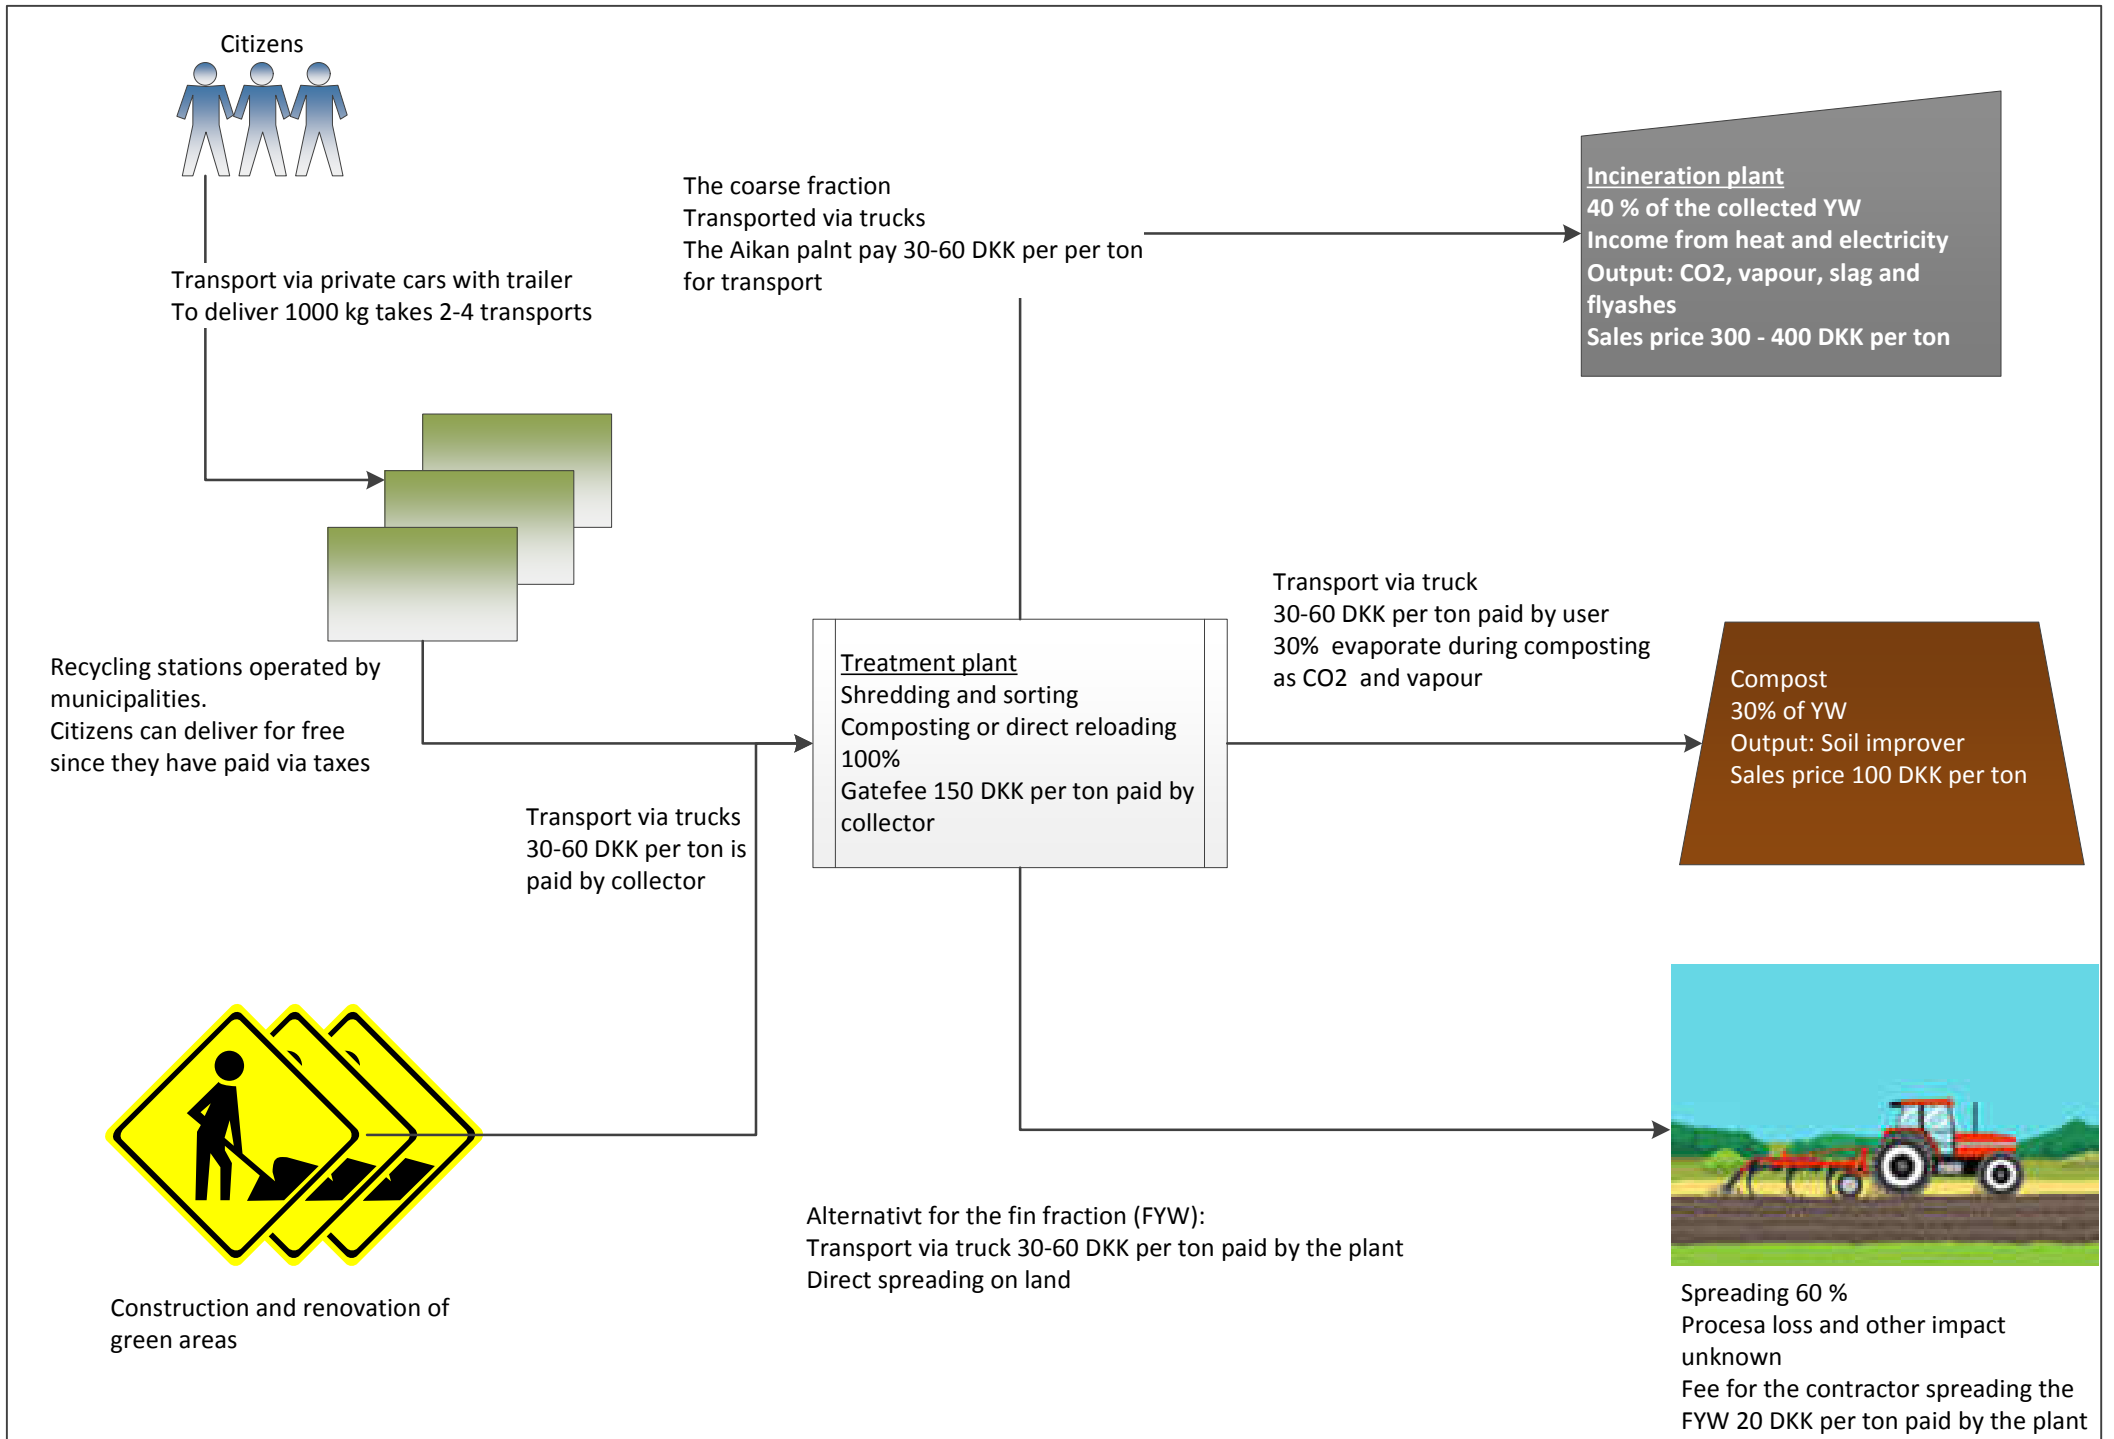 Citizens
Transport via private cars with trailer
To deliver 1000 kg takes 2-4 transports
The coarse fraction
Transported via trucks
The Aikan palnt pay 30-60 DKK per per ton
for transport
Incineration plant
40 % of the collected YW
Income from heat and electricity
Output: CO2, vapour, slag and
flyashes
Sales price 300 - 400 DKK per ton
Recycling stations operated by
municipalities.
Citizens can deliver for free
since they have paid via taxes
Transport via trucks
30-60 DKK per ton is
paid by collector
Treatment plant
Shredding and sorting
Composting or direct reloading
100%
Gatefee 150 DKK per ton paid by
collector
Transport via truck
30-60 DKK per ton paid by user
30%  evaporate during composting
as CO2  and vapour
Compost
30% of YW
Output: Soil improver
Sales price 100 DKK per ton
Construction and renovation of
green areas
Alternativt for the fin fraction (FYW):
Transport via truck 30-60 DKK per ton paid by the plant
Direct spreading on land
Spreading 60 %
Procesa loss and other impact
unknown
Fee for the contractor spreading the
FYW 20 DKK per ton paid by the plant